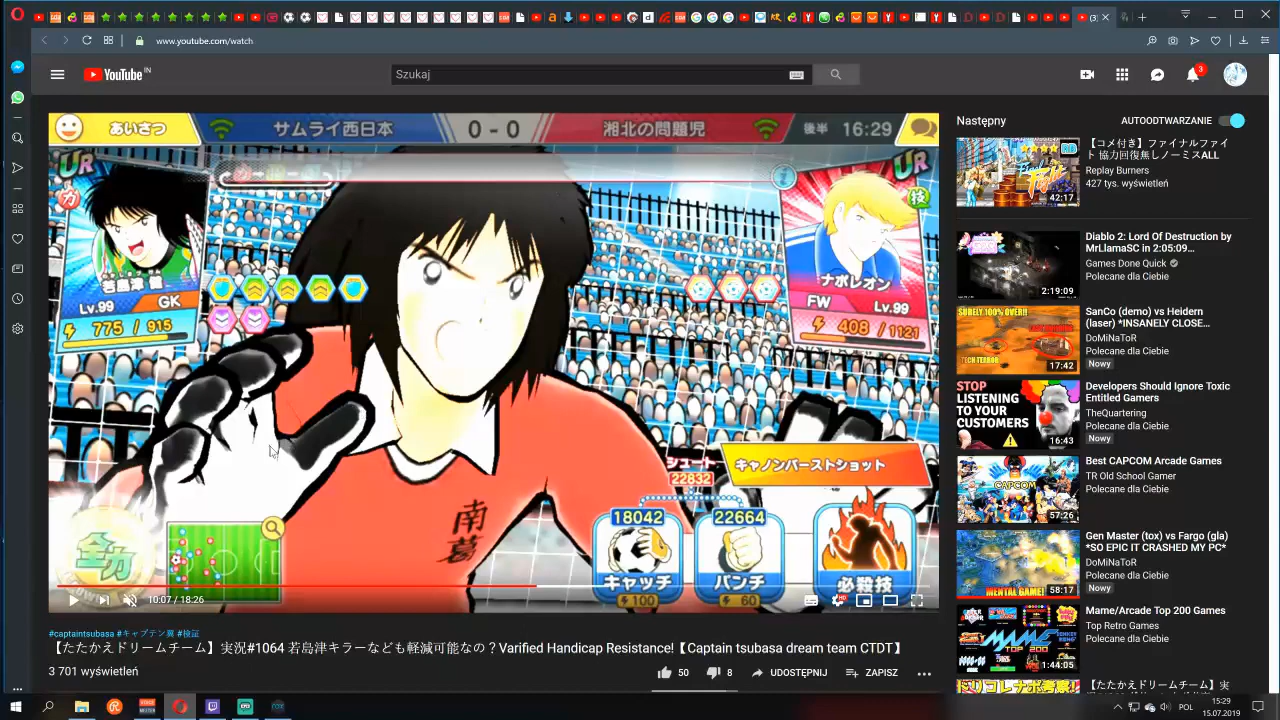 www.youtube.com/watch
YouTube IN
Szukaj
3
あいさつ
サムライ西日本
0 - 0
湘北の問題児
後半 16:29
UR
力
若島津 健
Lv.99 GK
775 / 915
UR
技
ナポレオン
FW Lv.99
408 / 1121
南葛
シュート
22832
キャノンバーストショット
18042
キャッチ
100
22664
パンチ
60
必殺技
全力
10:07 / 18:26
HD
#captaintsubasa #キャプテン翼 #検証
【たたかえドリームチーム】実況#1064 若島津キラーなども軽減可能なの？Varified Handicap Resistance!【Captain tsubasa dream team CTDT】
3 701 wyświetleń
50
8
UDOSTĘPNIJ
ZAPISZ
Następny
AUTOODTWARZANIE
【コメ付き】ファイナルファイト 協力回復無しノーミスALL
Replay Burners
427 tys. wyświetleń
42:17
Diablo 2: Lord Of Destruction by MrLlamaSC in 2:05:09…
Games Done Quick
Polecane dla Ciebie
2:19:09
SURELY 100% OVER!!
TECH TERROR
17:42
SanCo (demo) vs Heidern (laser) *INSANELY CLOSE…
DoMiNaToR
Polecane dla Ciebie
Nowy
STOP
LISTENING
TO YOUR
CUSTOMERS
16:43
Developers Should Ignore Toxic Entitled Gamers
TheQuartering
Polecane dla Ciebie
Nowy
CAPCOM
57:26
Best CAPCOM Arcade Games
TR Old School Gamer
Polecane dla Ciebie
MENTAL GAME!
58:17
Gen Master (tox) vs Fargo (gla) *SO EPIC IT CRASHED MY PC*
DoMiNaToR
Polecane dla Ciebie
Nowy
MAME
1:44:05
Mame/Arcade Top 200 Games
Top Retro Games
Polecane dla Ciebie
【たたかえドリームチーム】実
POL
15:29
15.07.2019